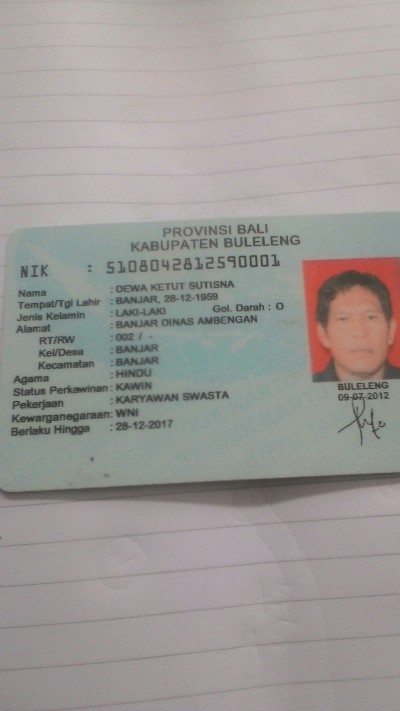 PROVINSI BALI
KABUPATEN BULELENG
NIK : 5108042812590001
Nama : DEWA KETUT SUTISNA
Tempat/Tgl Lahir : BANJAR, 28-12-1959
Jenis Kelamin : LAKI-LAKI Gol. Darah : O
Alamat : BANJAR DINAS AMBENGAN
RT/RW : 002 / -
Kel/Desa : BANJAR
Kecamatan : BANJAR
Agama : HINDU
Status Perkawinan : KAWIN
Pekerjaan : KARYAWAN SWASTA
Kewarganegaraan : WNI
Berlaku Hingga : 28-12-2017
BULELENG
09-07-2012